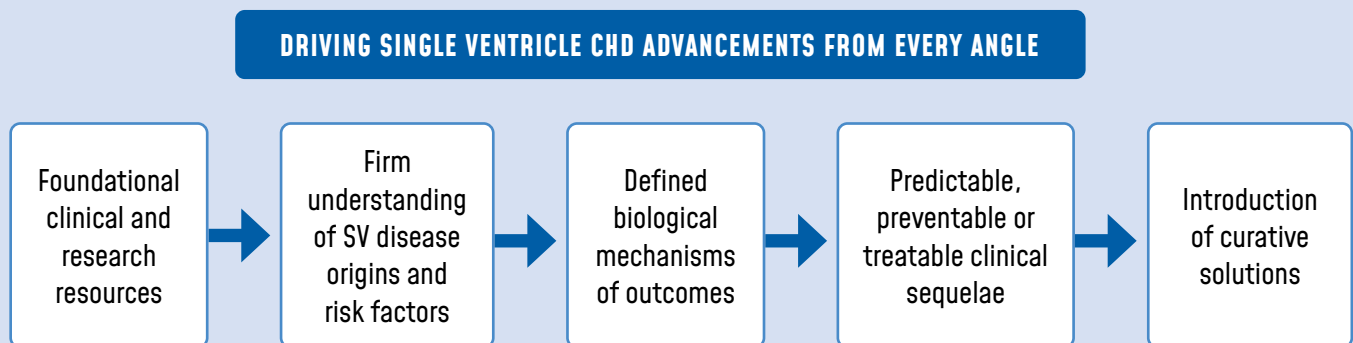 DRIVING SINGLE VENTRICLE CHD ADVANCEMENTS FROM EVERY ANGLE
Foundational
clinical and
research
resources
Firm
understanding
of SV disease
origins and
risk factors
Defined
biological
mechanisms
of outcomes
Predictable,
preventable or
treatable clinical
sequelae
Introduction
of curative
solutions